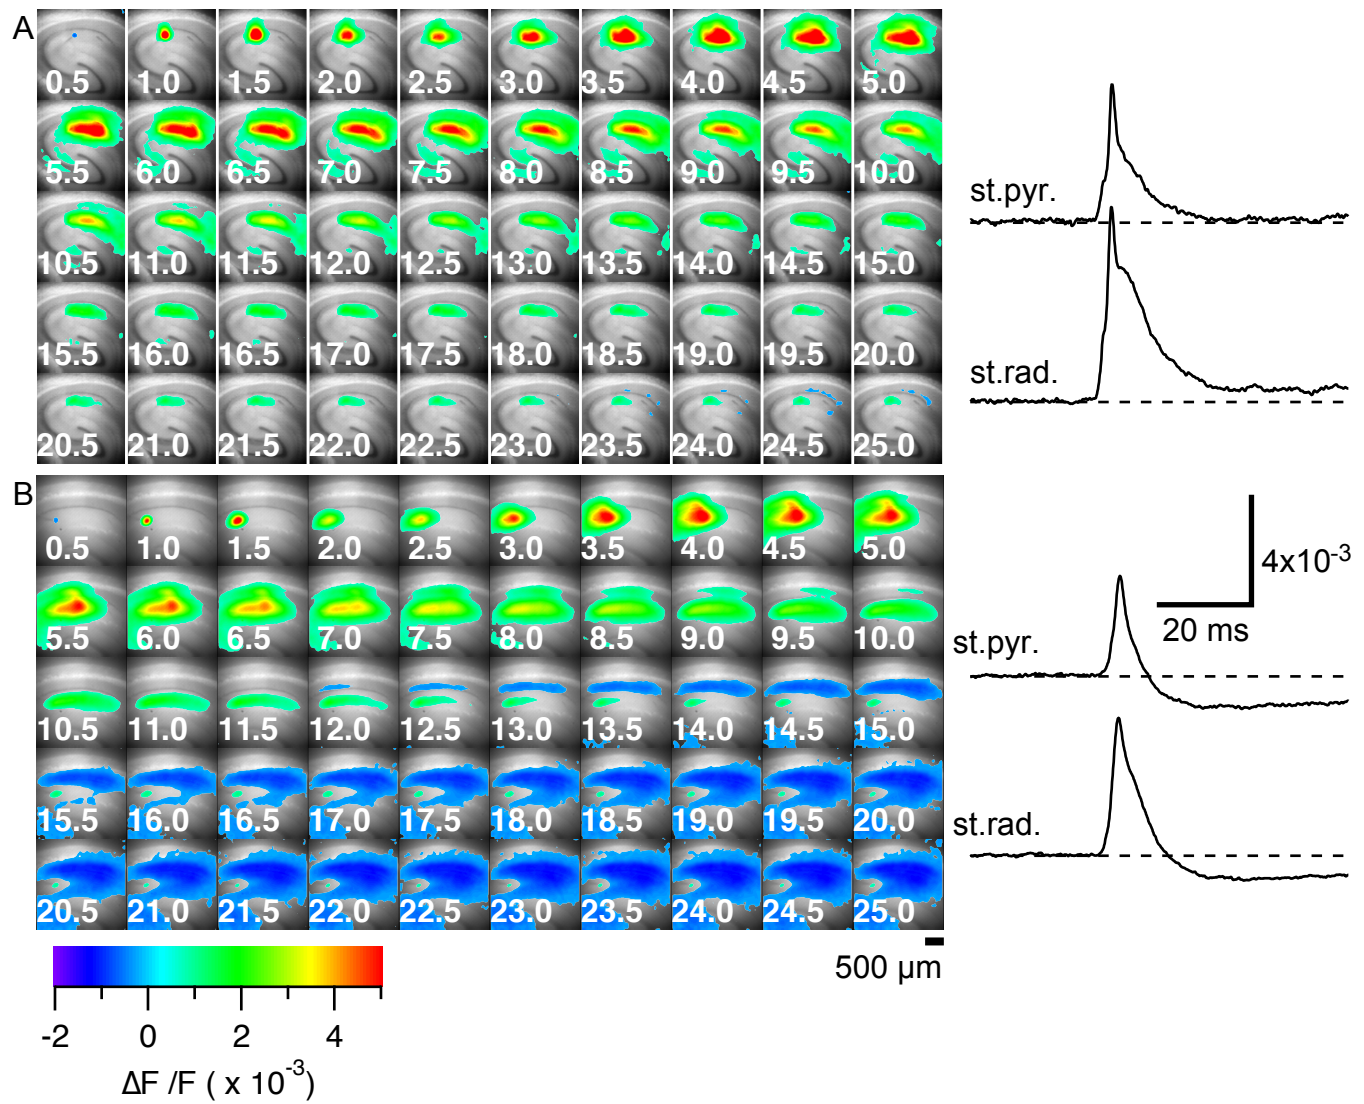 A
0.5 1.0 1.5 2.0 2.5 3.0 3.5 4.0 4.5 5.0
5.5 6.0 6.5 7.0 7.5 8.0 8.5 9.0 9.5 10.0
10.5 11.0 11.5 12.0 12.5 13.0 13.5 14.0 14.5 15.0
15.5 16.0 16.5 17.0 17.5 18.0 18.5 19.0 19.5 20.0
20.5 21.0 21.5 22.0 22.5 23.0 23.5 24.0 24.5 25.0
st.pyr.
st.rad.
B
0.5 1.0 1.5 2.0 2.5 3.0 3.5 4.0 4.5 5.0
5.5 6.0 6.5 7.0 7.5 8.0 8.5 9.0 9.5 10.0
10.5 11.0 11.5 12.0 12.5 13.0 13.5 14.0 14.5 15.0
15.5 16.0 16.5 17.0 17.5 18.0 18.5 19.0 19.5 20.0
20.5 21.0 21.5 22.0 22.5 23.0 23.5 24.0 24.5 25.0
4x10⁻³
20 ms
st.pyr.
st.rad.
500 µm
-2 0 2 4
ΔF /F ( x 10⁻³)